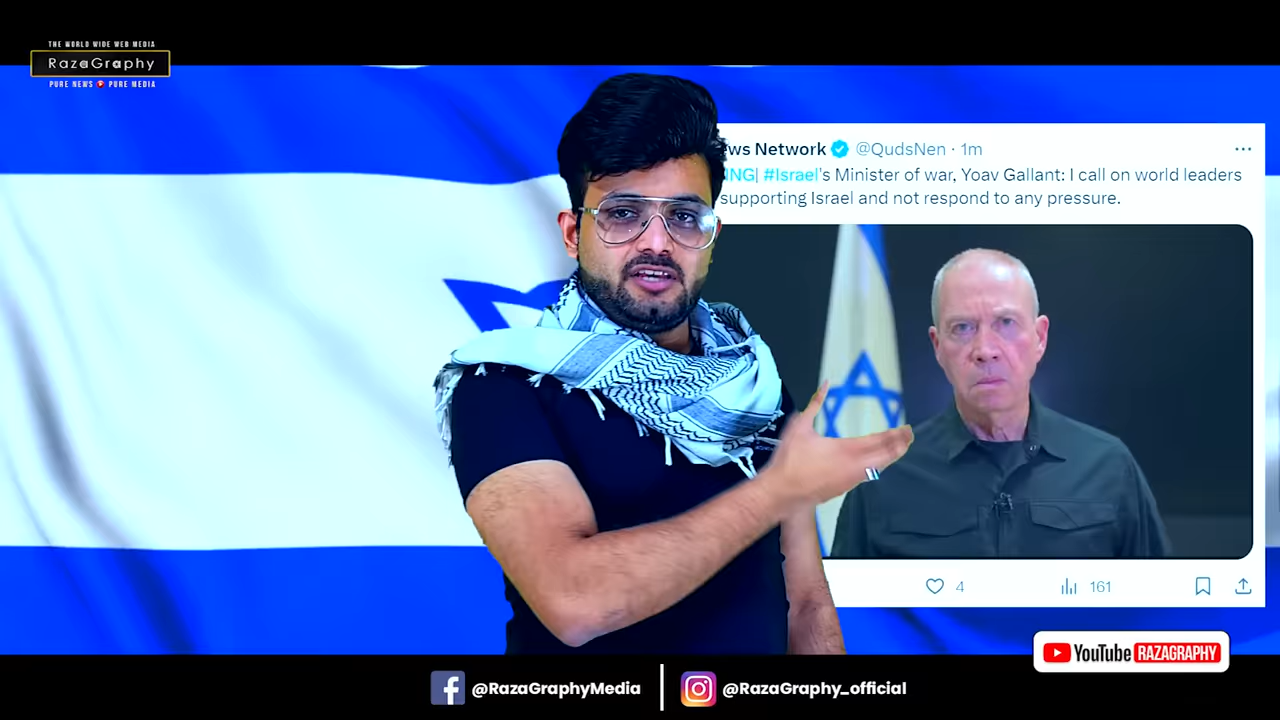 THE WORLD WIDE WEB MEDIA
RazaGraphy
PURE NEWS PURE MEDIA
ws Network @QudsNen · 1m
NG| #Israel's Minister of war, Yoav Gallant: I call on world leaders
supporting Israel and not respond to any pressure.
4 161
YouTube RAZAGRAPHY
@RazaGraphyMedia @RazaGraphy_official